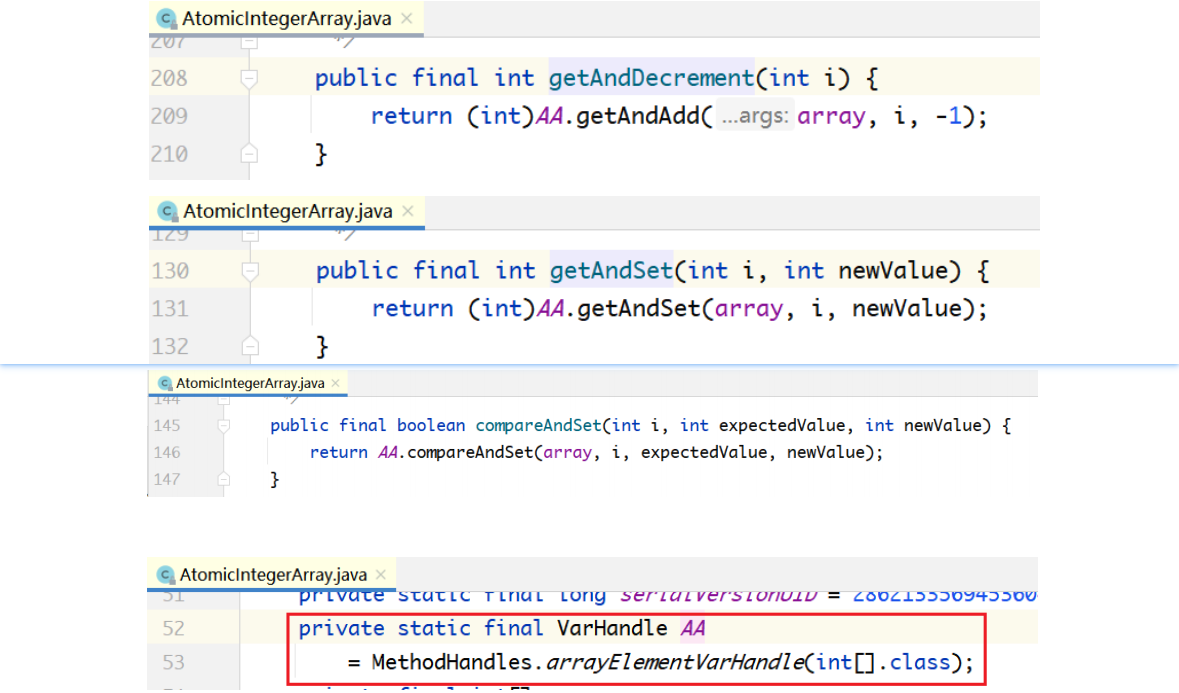 AtomicIntegerArray.java ×
207 */
208 public final int getAndDecrement(int i) {
209 return (int)AA.getAndAdd( ...args: array, i, -1);
210 }
AtomicIntegerArray.java ×
129 */
130 public final int getAndSet(int i, int newValue) {
131 return (int)AA.getAndSet(array, i, newValue);
132 }
AtomicIntegerArray.java ×
144 */
145 public final boolean compareAndSet(int i, int expectedValue, int newValue) {
146 return AA.compareAndSet(array, i, expectedValue, newValue);
147 }
AtomicIntegerArray.java ×
51 private static final long serialVersionUID =
52 private static final VarHandle AA
53 = MethodHandles.arrayElementVarHandle(int[].class);